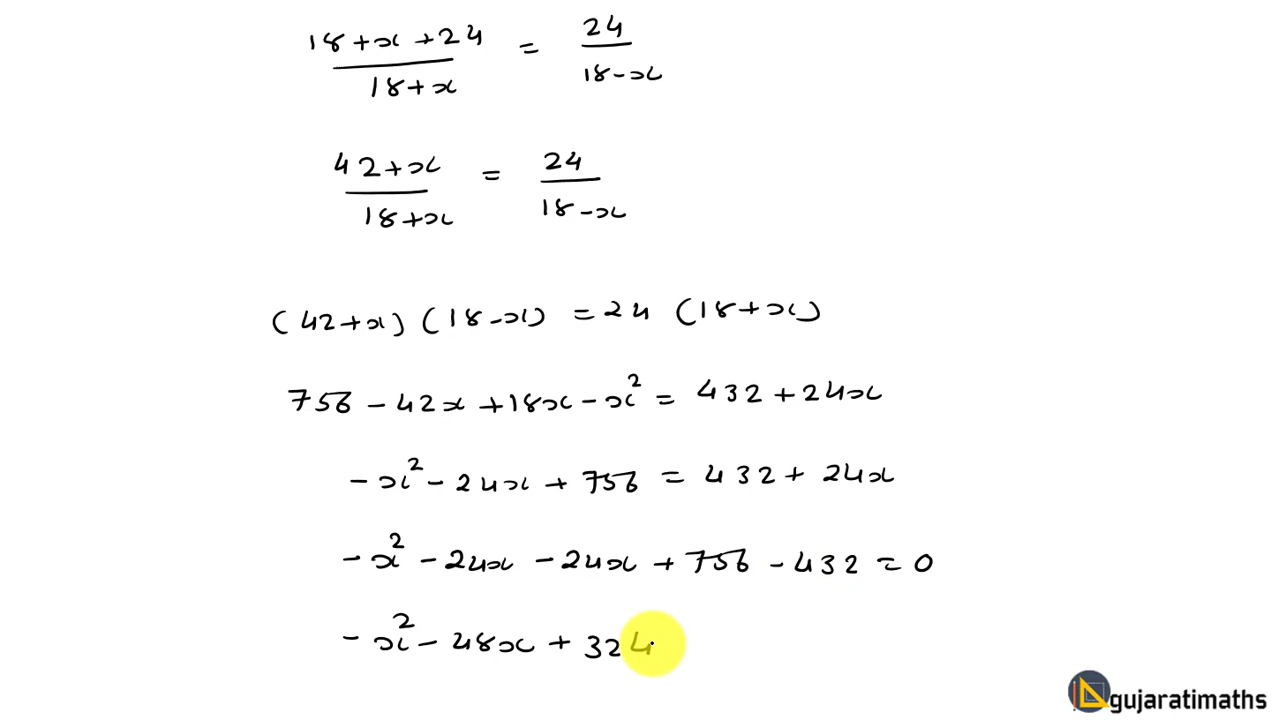 18+x+24 / 18+x = 24 / 18-x
42+x / 18+x = 24 / 18-x
(42+x) (18-x) = 24 (18+x)
756 - 42x + 18x - x² = 432 + 24x
-x² - 24x + 756 = 432 + 24x
-x² - 24x - 24x + 756 - 432 = 0
-x² - 48x + 324
gujaratimaths